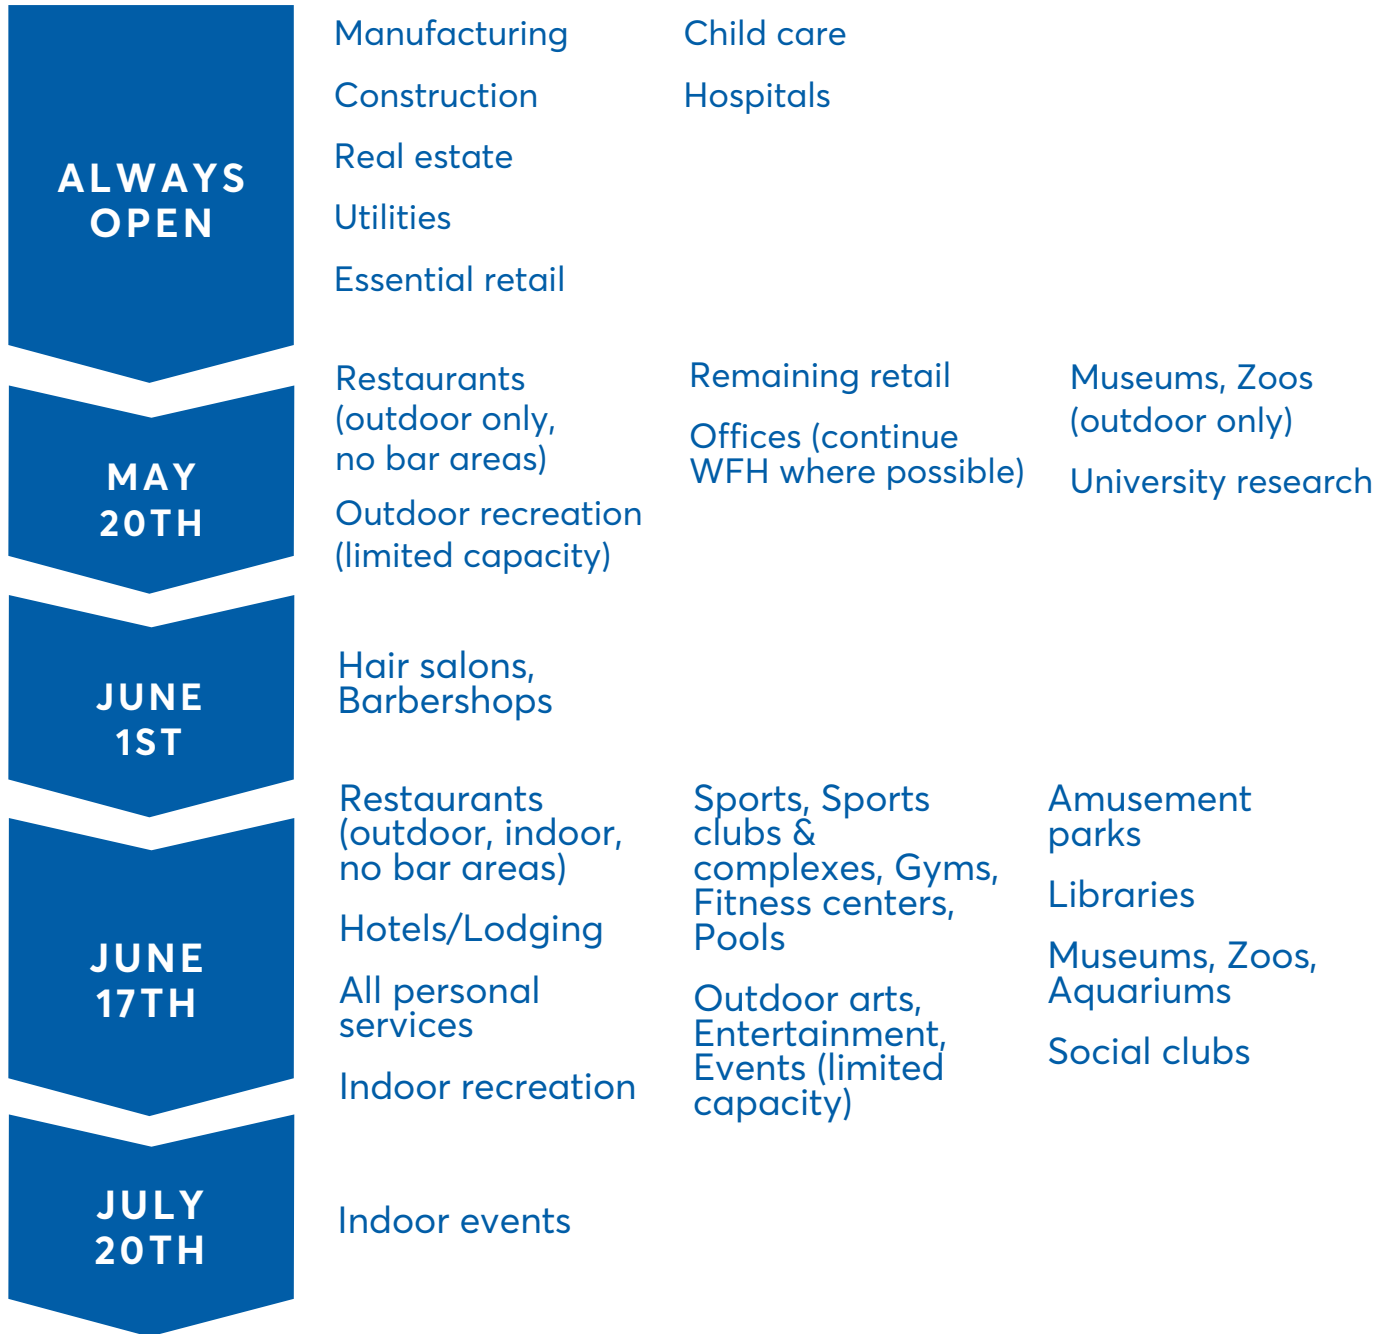 ALWAYS
OPEN
Manufacturing
Construction
Real estate
Utilities
Essential retail
Child care
Hospitals
MAY
20TH
Restaurants
(outdoor only,
no bar areas)
Outdoor recreation
(limited capacity)
Remaining retail
Offices (continue
WFH where possible)
Museums, Zoos
(outdoor only)
University research
JUNE
1ST
Hair salons,
Barbershops
JUNE
17TH
Restaurants
(outdoor, indoor,
no bar areas)
Hotels/Lodging
All personal
services
Indoor recreation
Sports, Sports
clubs &
complexes, Gyms,
Fitness centers,
Pools
Outdoor arts,
Entertainment,
Events (limited
capacity)
Amusement
parks
Libraries
Museums, Zoos,
Aquariums
Social clubs
JULY
20TH
Indoor events